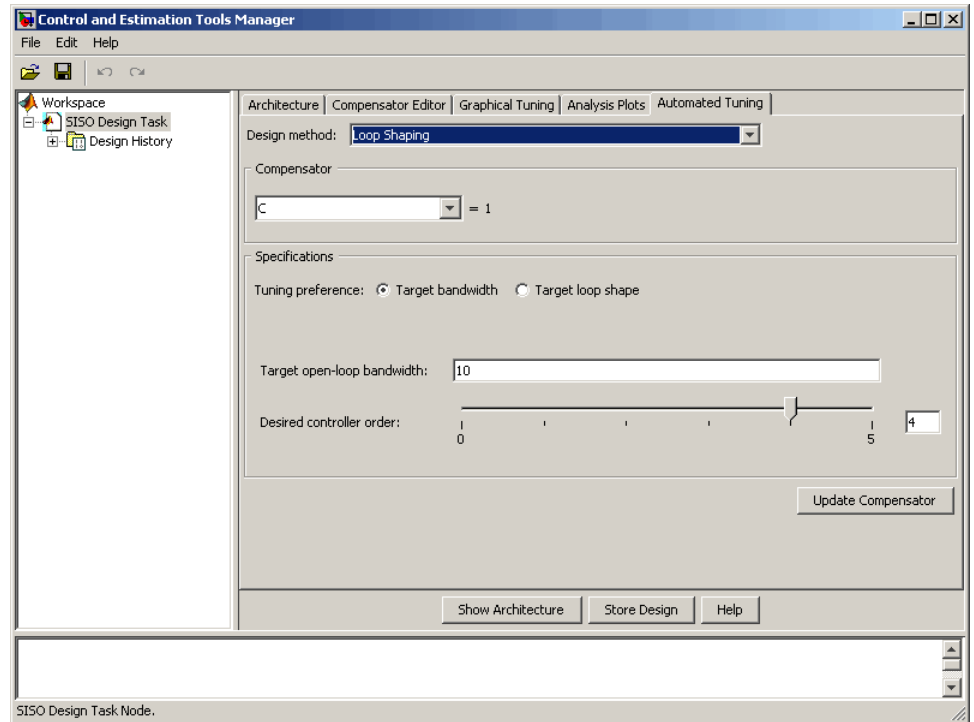 Control and Estimation Tools Manager
File Edit Help
Workspace
SISO Design Task
Design History
Architecture Compensator Editor Graphical Tuning Analysis Plots Automated Tuning
Design method: Loop Shaping
Compensator
C = 1
Specifications
Tuning preference: Target bandwidth Target loop shape
Target open-loop bandwidth: 10
Desired controller order: 4
0 5
Update Compensator
Show Architecture Store Design Help
SISO Design Task Node.